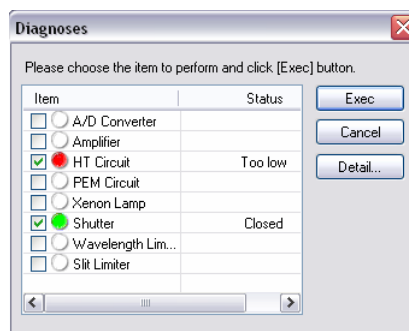 Diagnoses
Please choose the item to perform and click [Exec] button.
Item Status
A/D Converter
Amplifier
HT Circuit Too low
PEM Circuit
Xenon Lamp
Shutter Closed
Wavelength Lim...
Slit Limiter
Exec
Cancel
Detail...